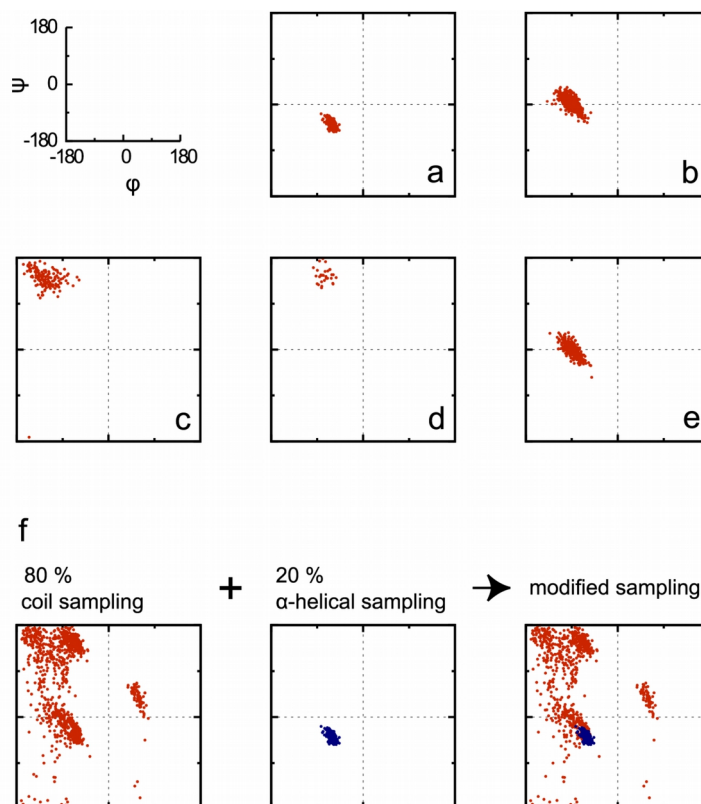 180
ψ
0
-180
-180
0
180
φ
a
b
c
d
e
f
80 %
coil sampling
+
20 %
α-helical sampling
modified sampling